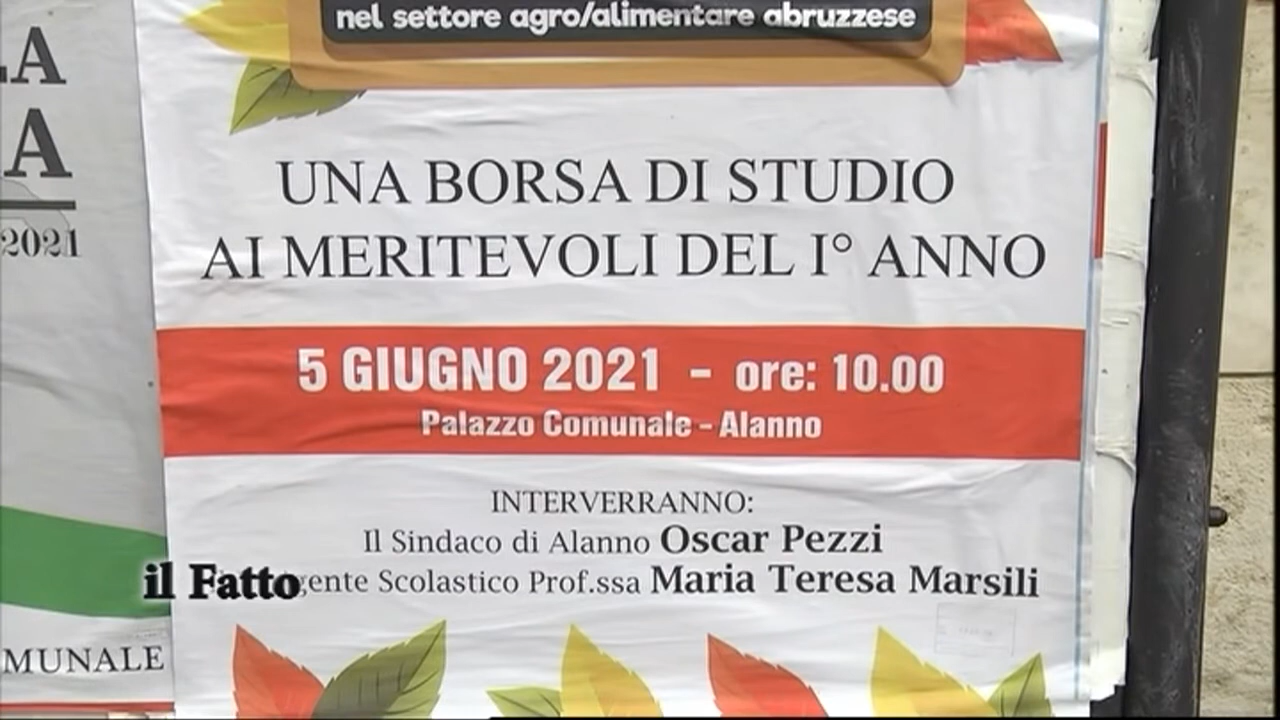 nel settore agro/alimentare abruzzese
UNA BORSA DI STUDIO
AI MERITEVOLI DEL I° ANNO
5 GIUGNO 2021 - ore: 10.00
Palazzo Comunale - Alanno
INTERVERRANNO:
Il Sindaco di Alanno Oscar Pezzi
gente Scolastico Prof.ssa Maria Teresa Marsili
il Fatto
LA
A
2021
MUNALE